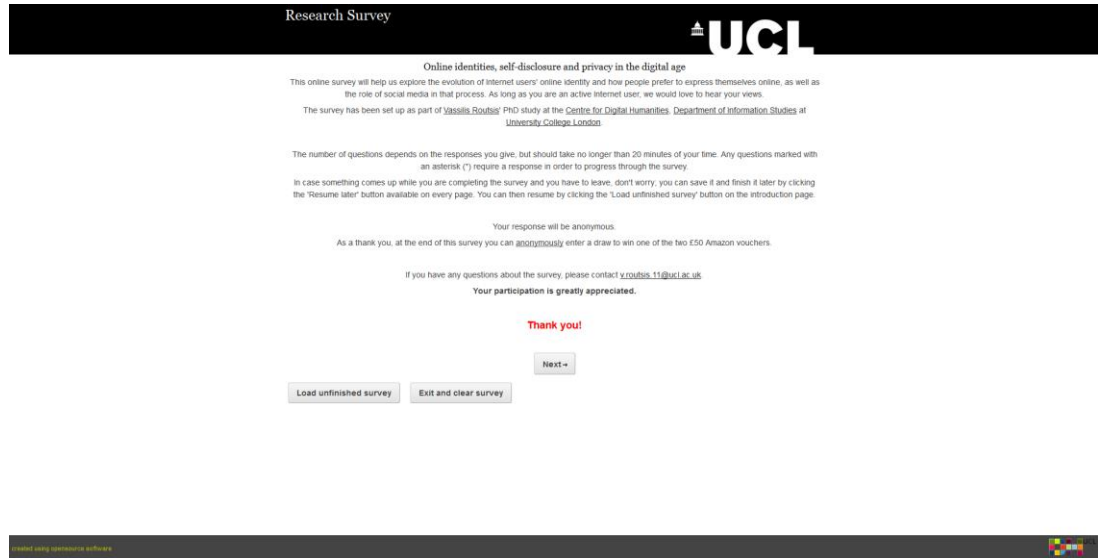 Research Survey
UCL
Online identities, self-disclosure and privacy in the digital age
This online survey will help us explore the evolution of Internet users' online identity and how people prefer to express themselves online, as well as
the role of social media in that process. As long as you are an active Internet user, we would love to hear your views.
The survey has been set up as part of Vassilis Routsis' PhD study at the Centre for Digital Humanities, Department of Information Studies at
University College London.
The number of questions depends on the responses you give, but should take no longer than 20 minutes of your time. Any questions marked with
an asterisk (*) require a response in order to progress through the survey.
In case something comes up while you are completing the survey and you have to leave, don't worry; you can save it and finish it later by clicking
the 'Resume later' button available on every page. You can then resume by clicking the 'Load unfinished survey' button on the introduction page.
Your response will be anonymous.
As a thank you, at the end of this survey you can anonymously enter a draw to win one of the two £50 Amazon vouchers.
If you have any questions about the survey, please contact v.routsis.11@ucl.ac.uk.
Your participation is greatly appreciated.
Thank you!
Next→
Load unfinished survey Exit and clear survey
created using opensource software